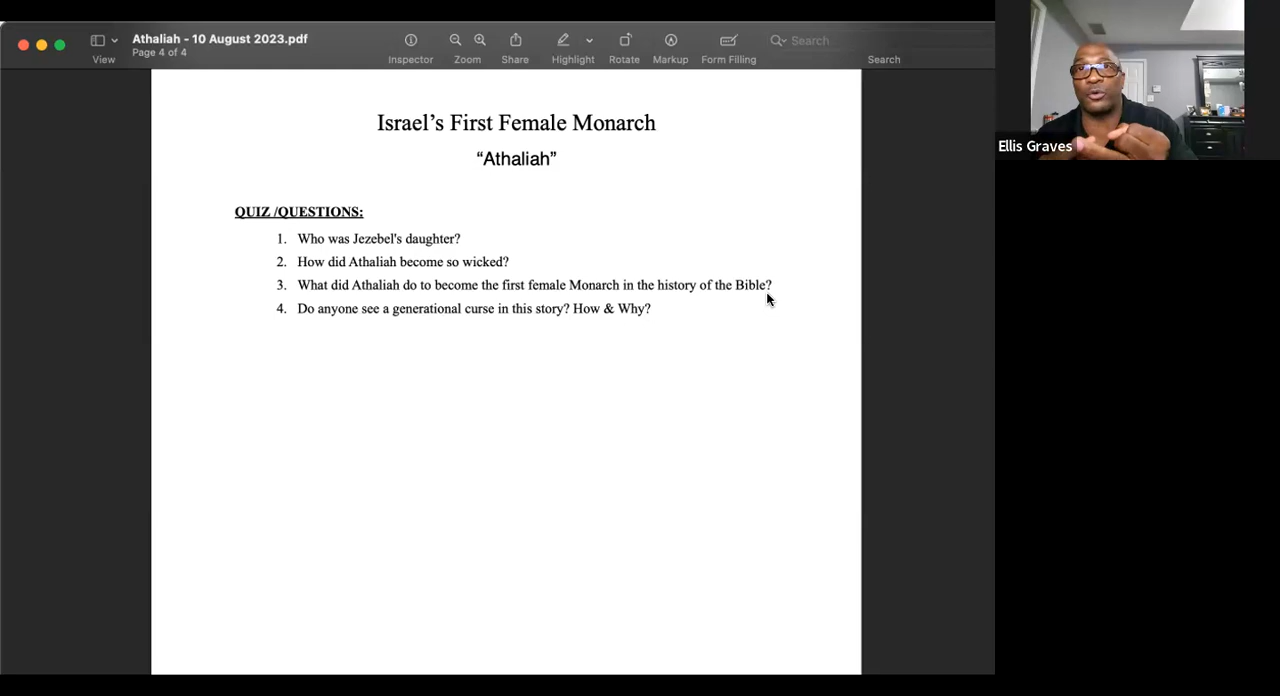 Athaliah - 10 August 2023.pdf
Page 4 of 4
View
Inspector
Zoom
Share
Highlight
Rotate
Markup
Form Filling
Search
Search
Ellis Graves
Israel’s First Female Monarch
“Athaliah”
QUIZ /QUESTIONS:
1. Who was Jezebel's daughter?
2. How did Athaliah become so wicked?
3. What did Athaliah do to become the first female Monarch in the history of the Bible?
4. Do anyone see a generational curse in this story? How & Why?